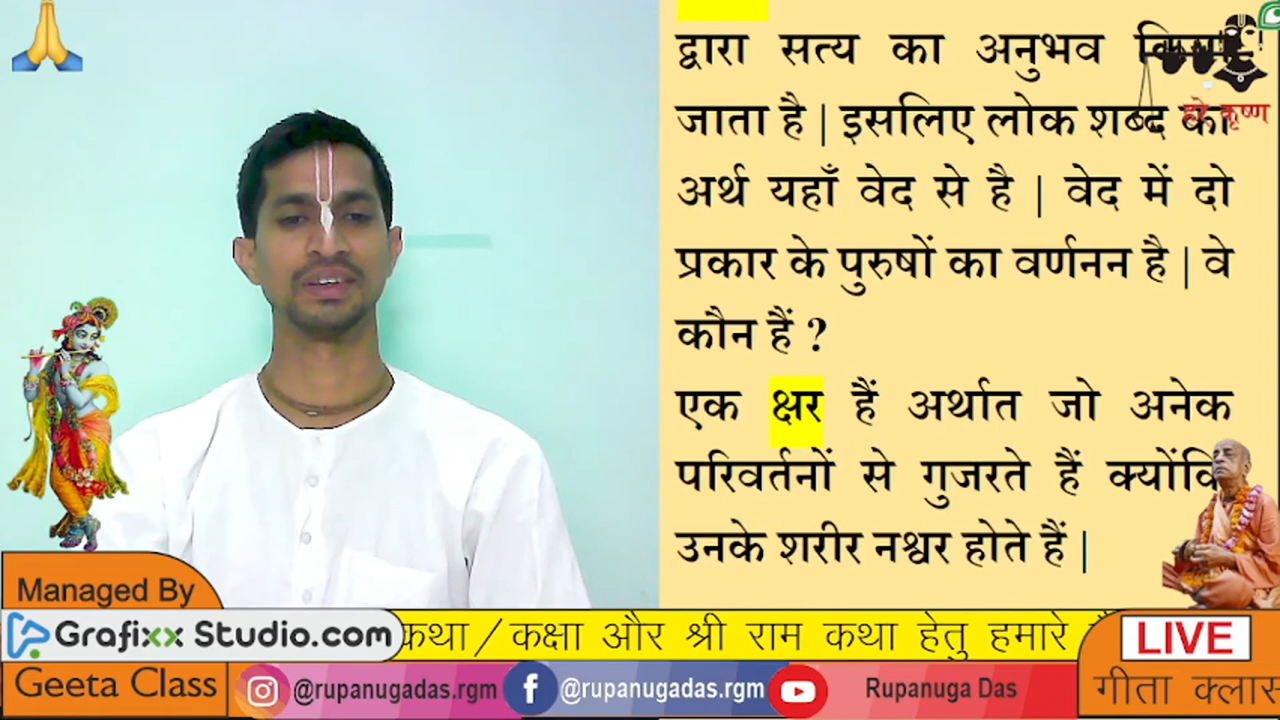 द्वारा सत्य का अनुभव किया
जाता है | इसलिए लोक शब्द का
अर्थ यहाँ वेद से है | वेद में दो
प्रकार के पुरुषों का वर्णनन है | वे
कौन हैं ?
एक क्षर हैं अर्थात जो अनेक
परिवर्तनों से गुजरते हैं क्योंकि
उनके शरीर नश्वर होते हैं |
हरे कृष्ण
Managed By
Grafixx Studio.com
कथा/कक्षा और श्री राम कथा हेतु हमारे
LIVE
Geeta Class
@rupanugadas.rgm
@rupanugadas.rgm
Rupanuga Das
गीता क्लास